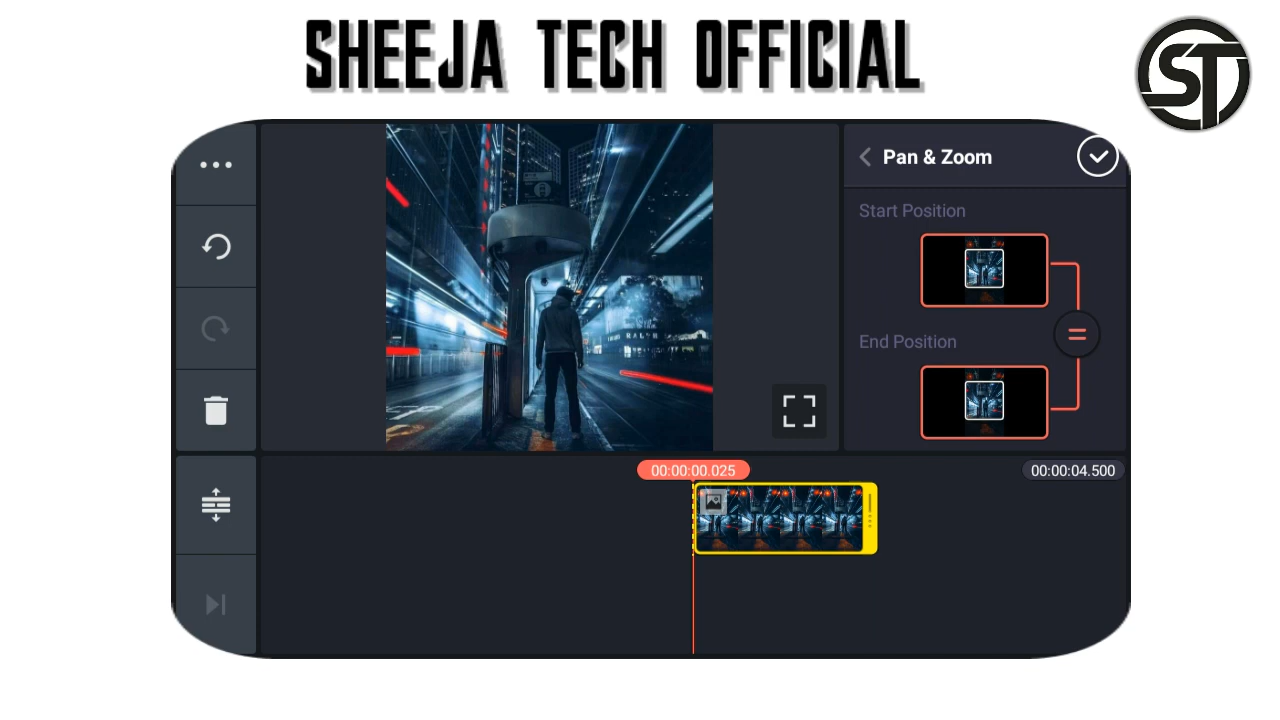 SHEEJA TECH OFFICIAL
ST
Pan & Zoom
Start Position
End Position
00:00:00.025
00:00:04.500